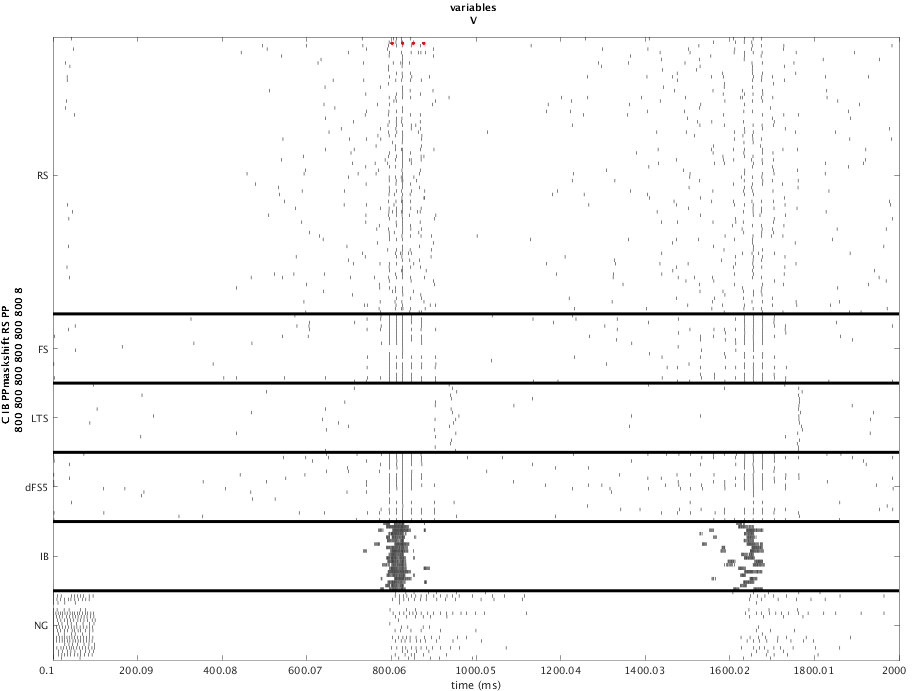 variables
V
C IB PPmaskshift RS PP
800 800 800 800 800 800 8
RS
FS
LTS
dFS5
IB
NG
0.1 200.09 400.08 600.07 800.06 1000.05 1200.04 1400.03 1600.02 1800.01 2000
time (ms)